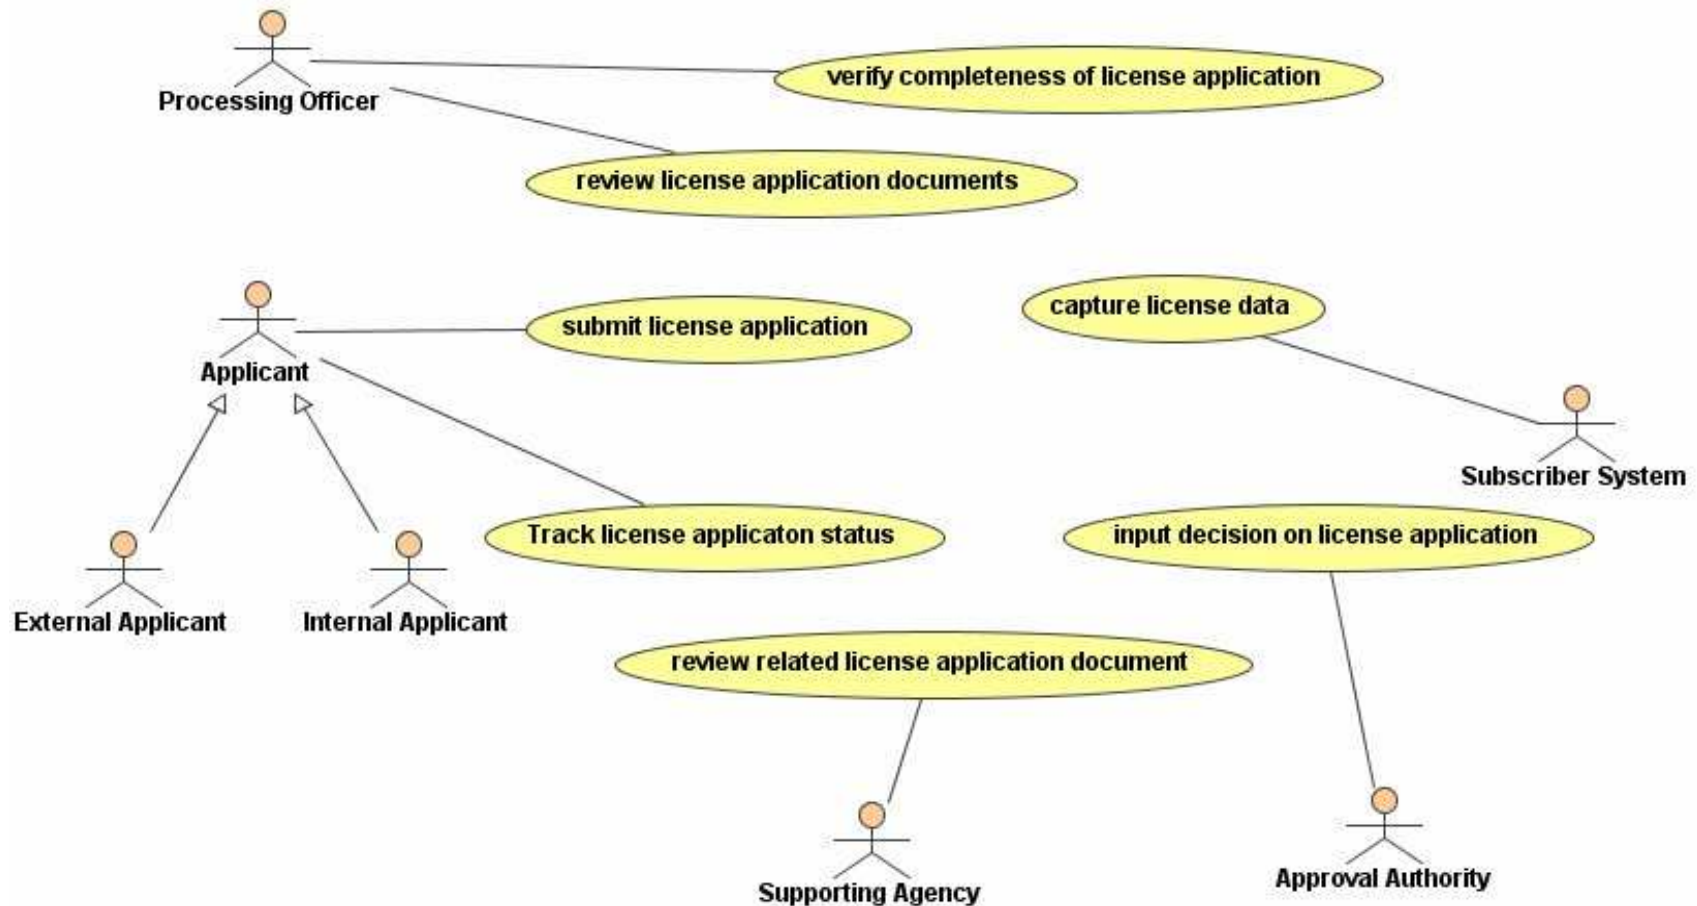 verify completeness of license application
Processing Officer
review license application documents
capture license data
submit license application
Applicant
Subscriber System
Track license applicaton status
input decision on license application
External Applicant
Internal Applicant
review related license application document
Supporting Agency
Approval Authority